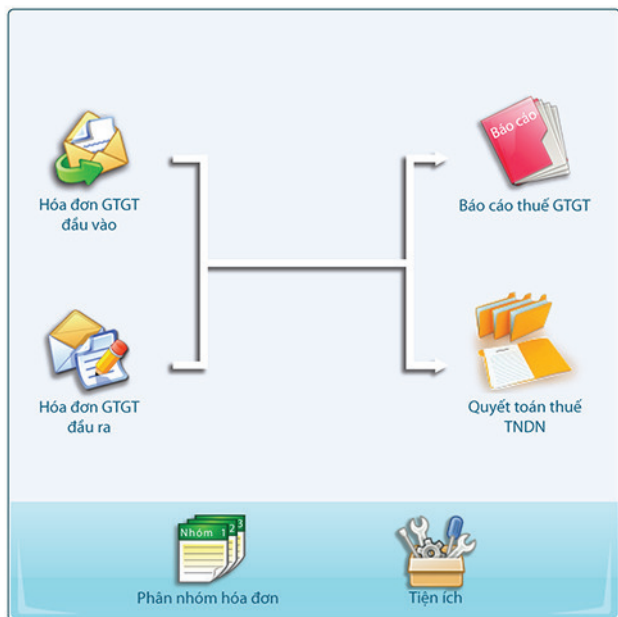 Báo cáo
Hóa đơn GTGT
đầu vào
Báo cáo thuế GTGT
Hóa đơn GTGT
đầu ra
Quyết toán thuế
TNDN
Nhóm 1 2 3
Phân nhóm hóa đơn
Tiện ích